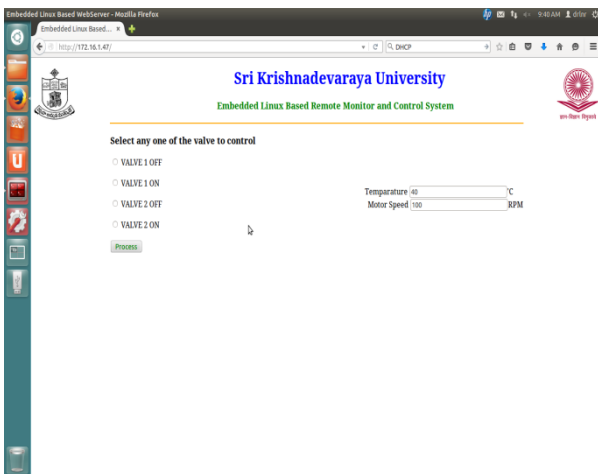 Embedded Linux Based WebServer - Mozilla Firefox
9:40 AM
Embedded Linux Based...
http://172.16.1.47/
DHCP
Sri Krishnadevaraya University
Embedded Linux Based Remote Monitor and Control System
Select any one of the valve to control
VALVE 1 OFF
VALVE 1 ON
VALVE 2 OFF
VALVE 2 ON
Process
Temparature 40 °C
Motor Speed 100 RPM